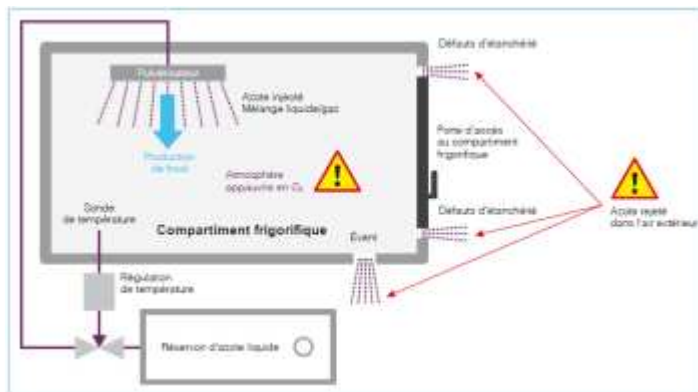 Pulvérisateur
Défauts d'étanchéité
Azote injecté
Mélange liquide/gaz
Production
de froid
Porte d'accès
au compartiment
frigorifique
Atmosphère
appauvrie en O₂
Sonde
de température
Défauts d'étanchéité
Azote rejeté
dans l'air extérieur
Compartiment frigorifique
Évent
Régulation
de température
Réservoir d'azote liquide